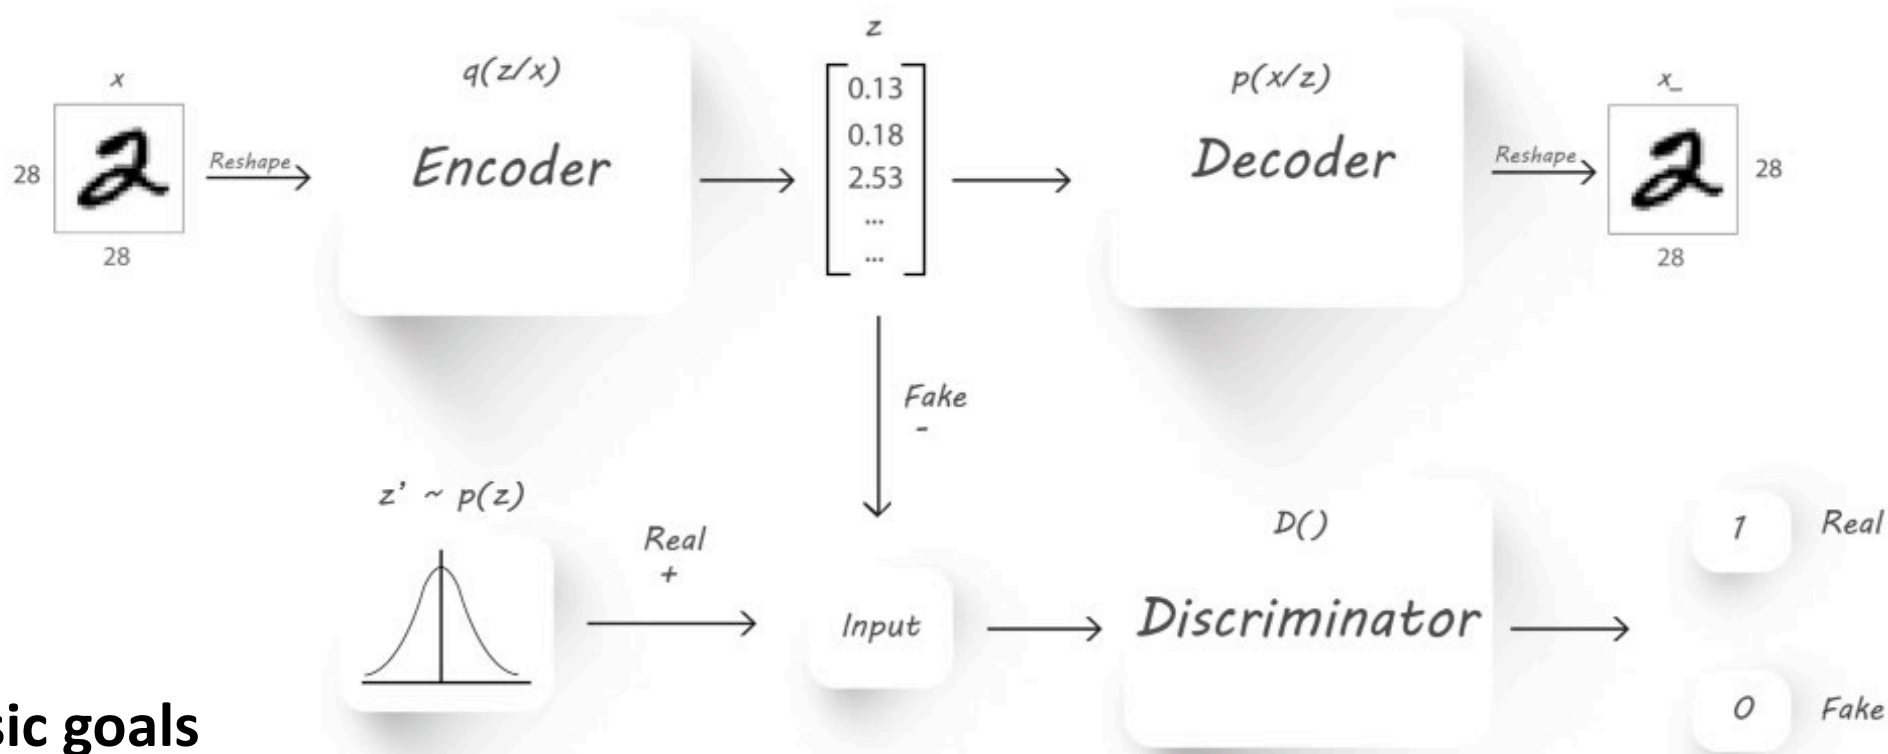 z
x
q(z/x)
p(x/z)
x_
0.13
0.18
2.53
...
...
28
Reshape
Encoder
Decoder
Reshape
28
28
28
Fake
-
z' ~ p(z)
Real
+
D()
1
Real
Input
Discriminator
0
Fake
sic goals